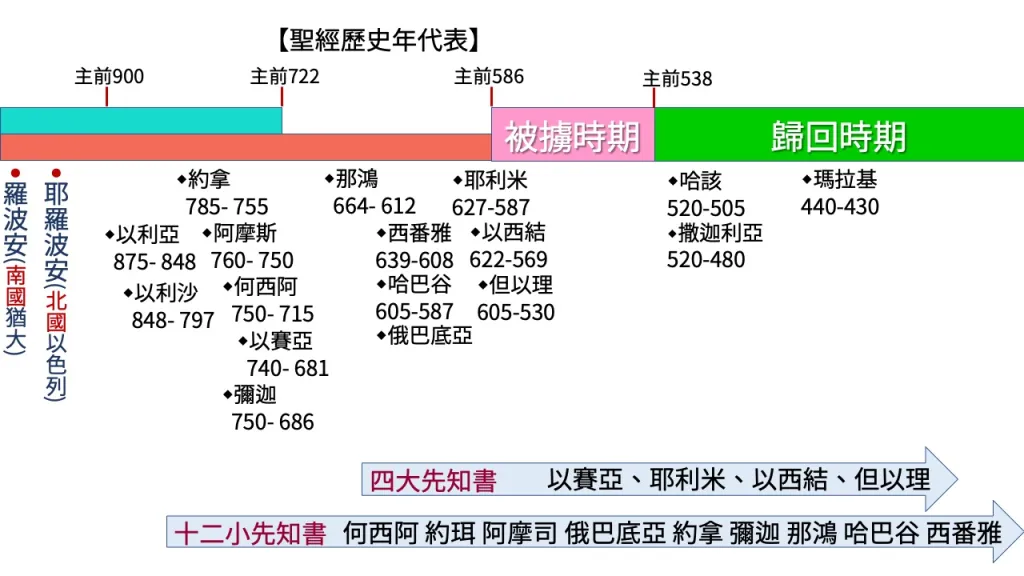 【聖經歷史年代表】
主前900
主前722
主前586
主前538
被擄時期
歸回時期
羅波安(南國猶大)
耶羅波安(北國以色列)
◆約拿
785- 755
◆以利亞
875- 848
◆阿摩斯
760- 750
◆以利沙
848- 797
◆何西阿
750- 715
◆以賽亞
740- 681
◆彌迦
750- 686
◆那鴻
664- 612
◆西番雅
639-608
◆哈巴谷
605-587
◆俄巴底亞
◆耶利米
627-587
◆以西結
622-569
◆但以理
605-530
◆哈該
520-505
◆撒迦利亞
520-480
◆瑪拉基
440-430
四大先知書 以賽亞、耶利米、以西結、但以理
十二小先知書 何西阿 約珥 阿摩司 俄巴底亞 約拿 彌迦 那鴻 哈巴谷 西番雅